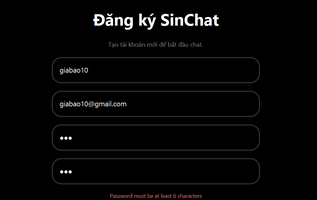 Đăng ký SinChat
Tạo tài khoản mới để bắt đầu chat.
giabao10
giabao10@gmail.com
•••
•••
Password must be at least 6 characters